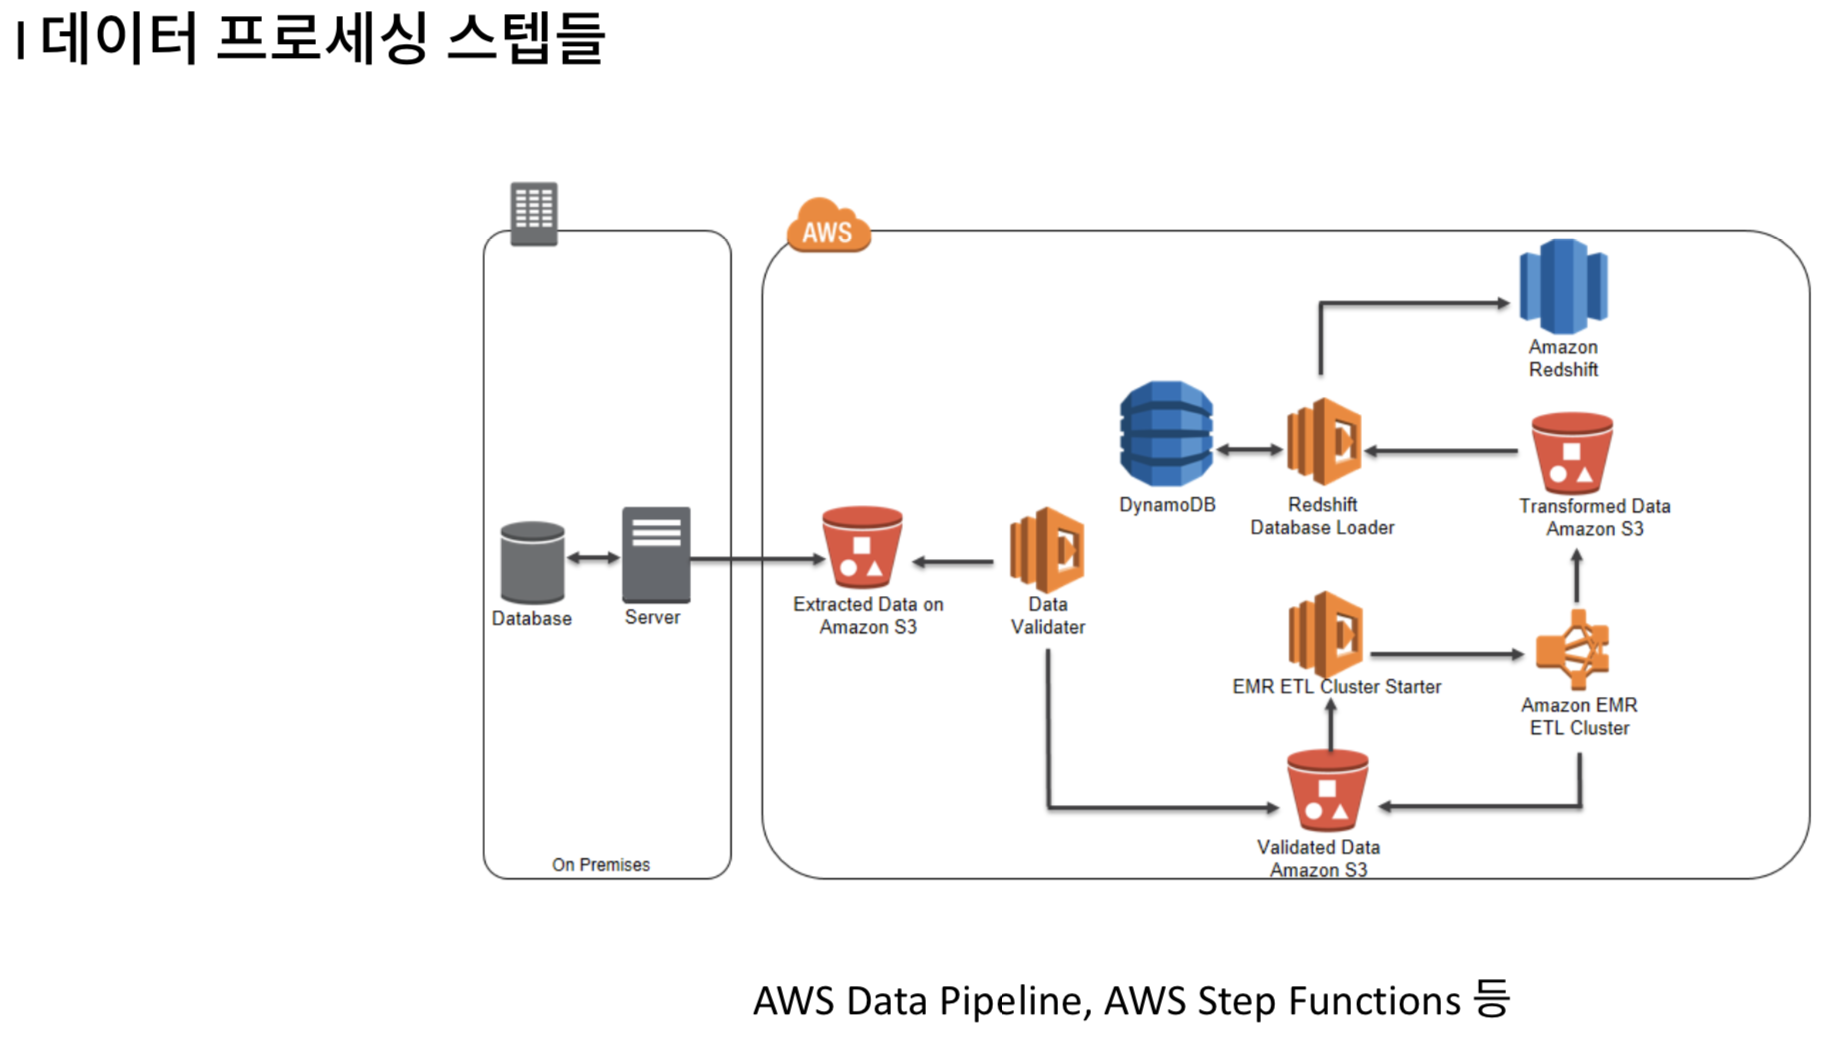 데이터 프로세싱 스텝들
AWS
Amazon
Redshift
DynamoDB
Redshift
Database Loader
Transformed Data
Amazon S3
Database
Server
Extracted Data on
Amazon S3
Data
Validater
EMR ETL Cluster Starter
Amazon EMR
ETL Cluster
Validated Data
Amazon S3
On Premises
AWS Data Pipeline, AWS Step Functions 등